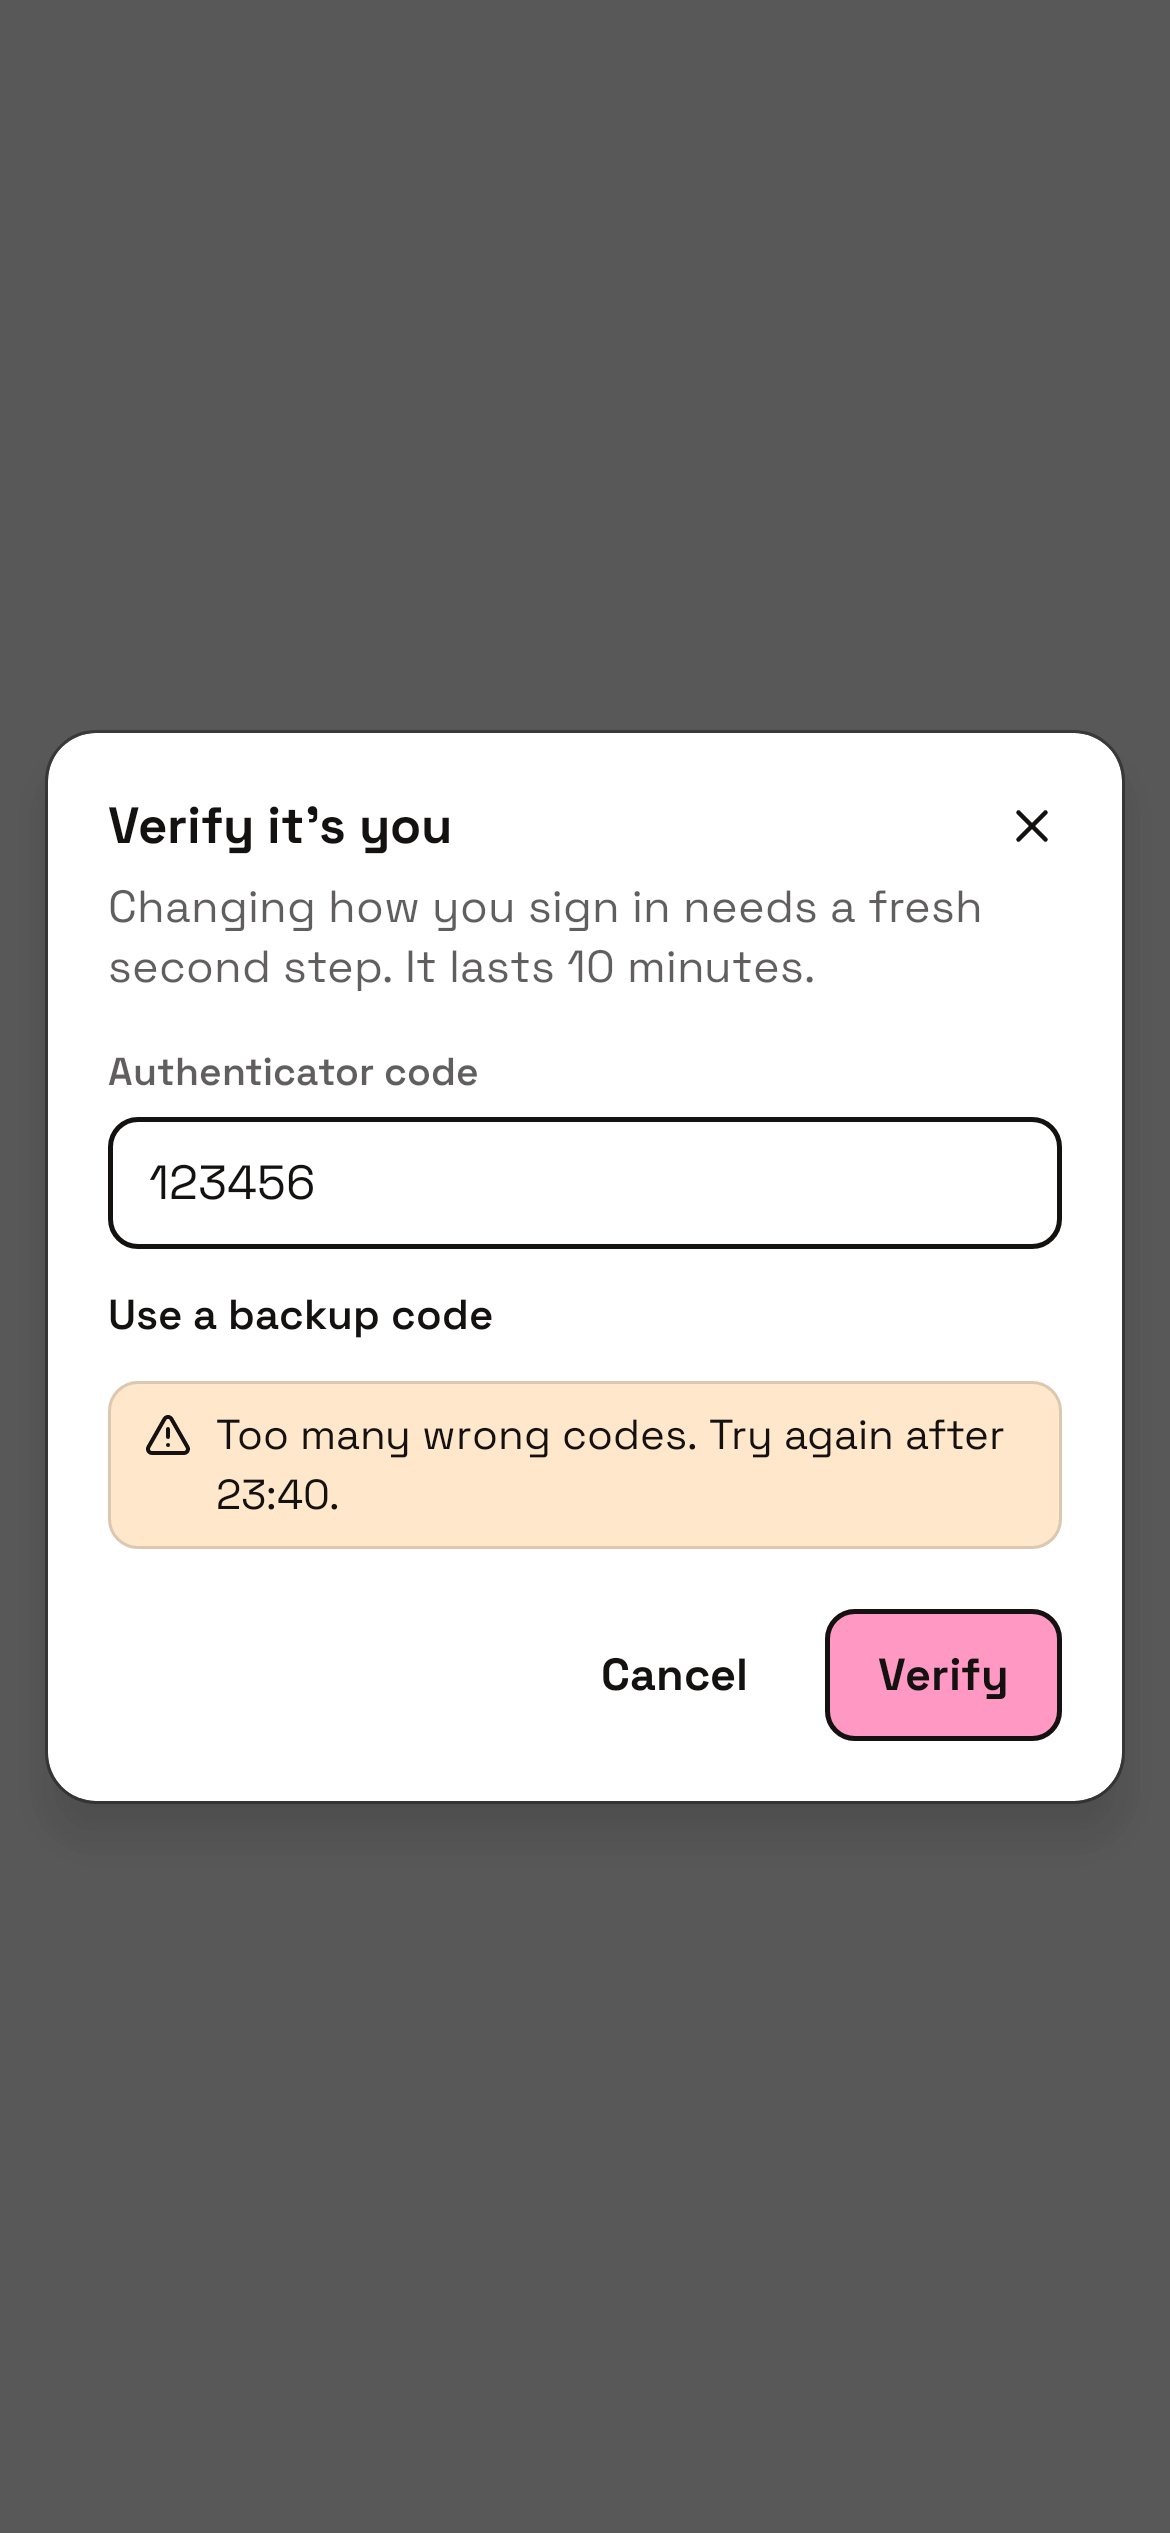 Verify it’s you
Changing how you sign in needs a fresh
second step. It lasts 10 minutes.
Authenticator code
123456
Use a backup code
Too many wrong codes. Try again after
23:40.
Cancel
Verify